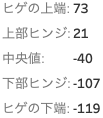 ヒゲの上端: 73
上部ヒンジ: 21
中央値: -40
下部ヒンジ: -107
ヒゲの下端: -119